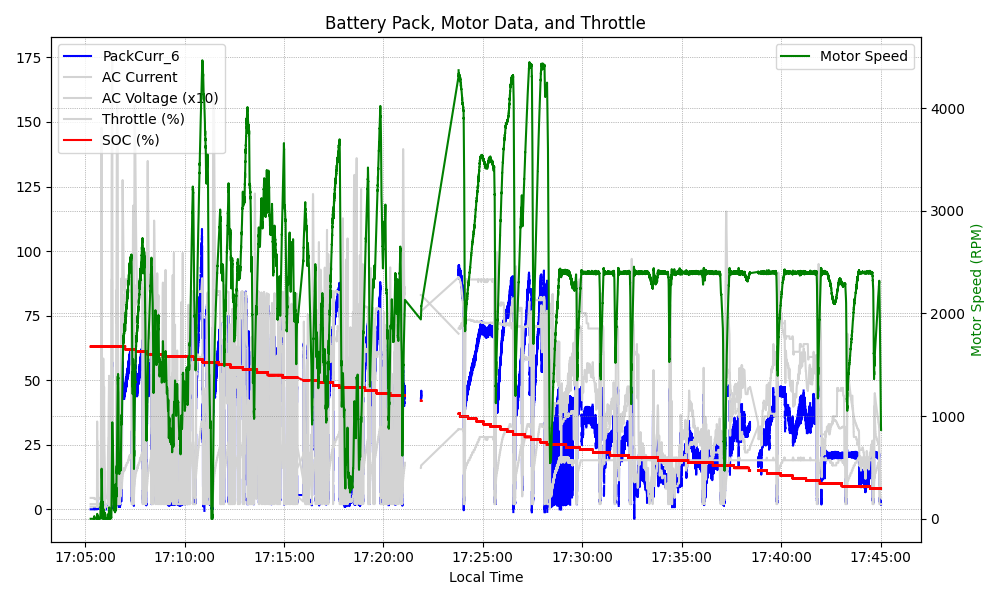 Battery Pack, Motor Data, and Throttle
PackCurr_6
AC Current
AC Voltage (x10)
Throttle (%)
SOC (%)
Motor Speed
175
150
125
100
75
50
25
0
4000
3000
2000
1000
0
Motor Speed (RPM)
17:05:00
17:10:00
17:15:00
17:20:00
17:25:00
17:30:00
17:35:00
17:40:00
17:45:00
Local Time